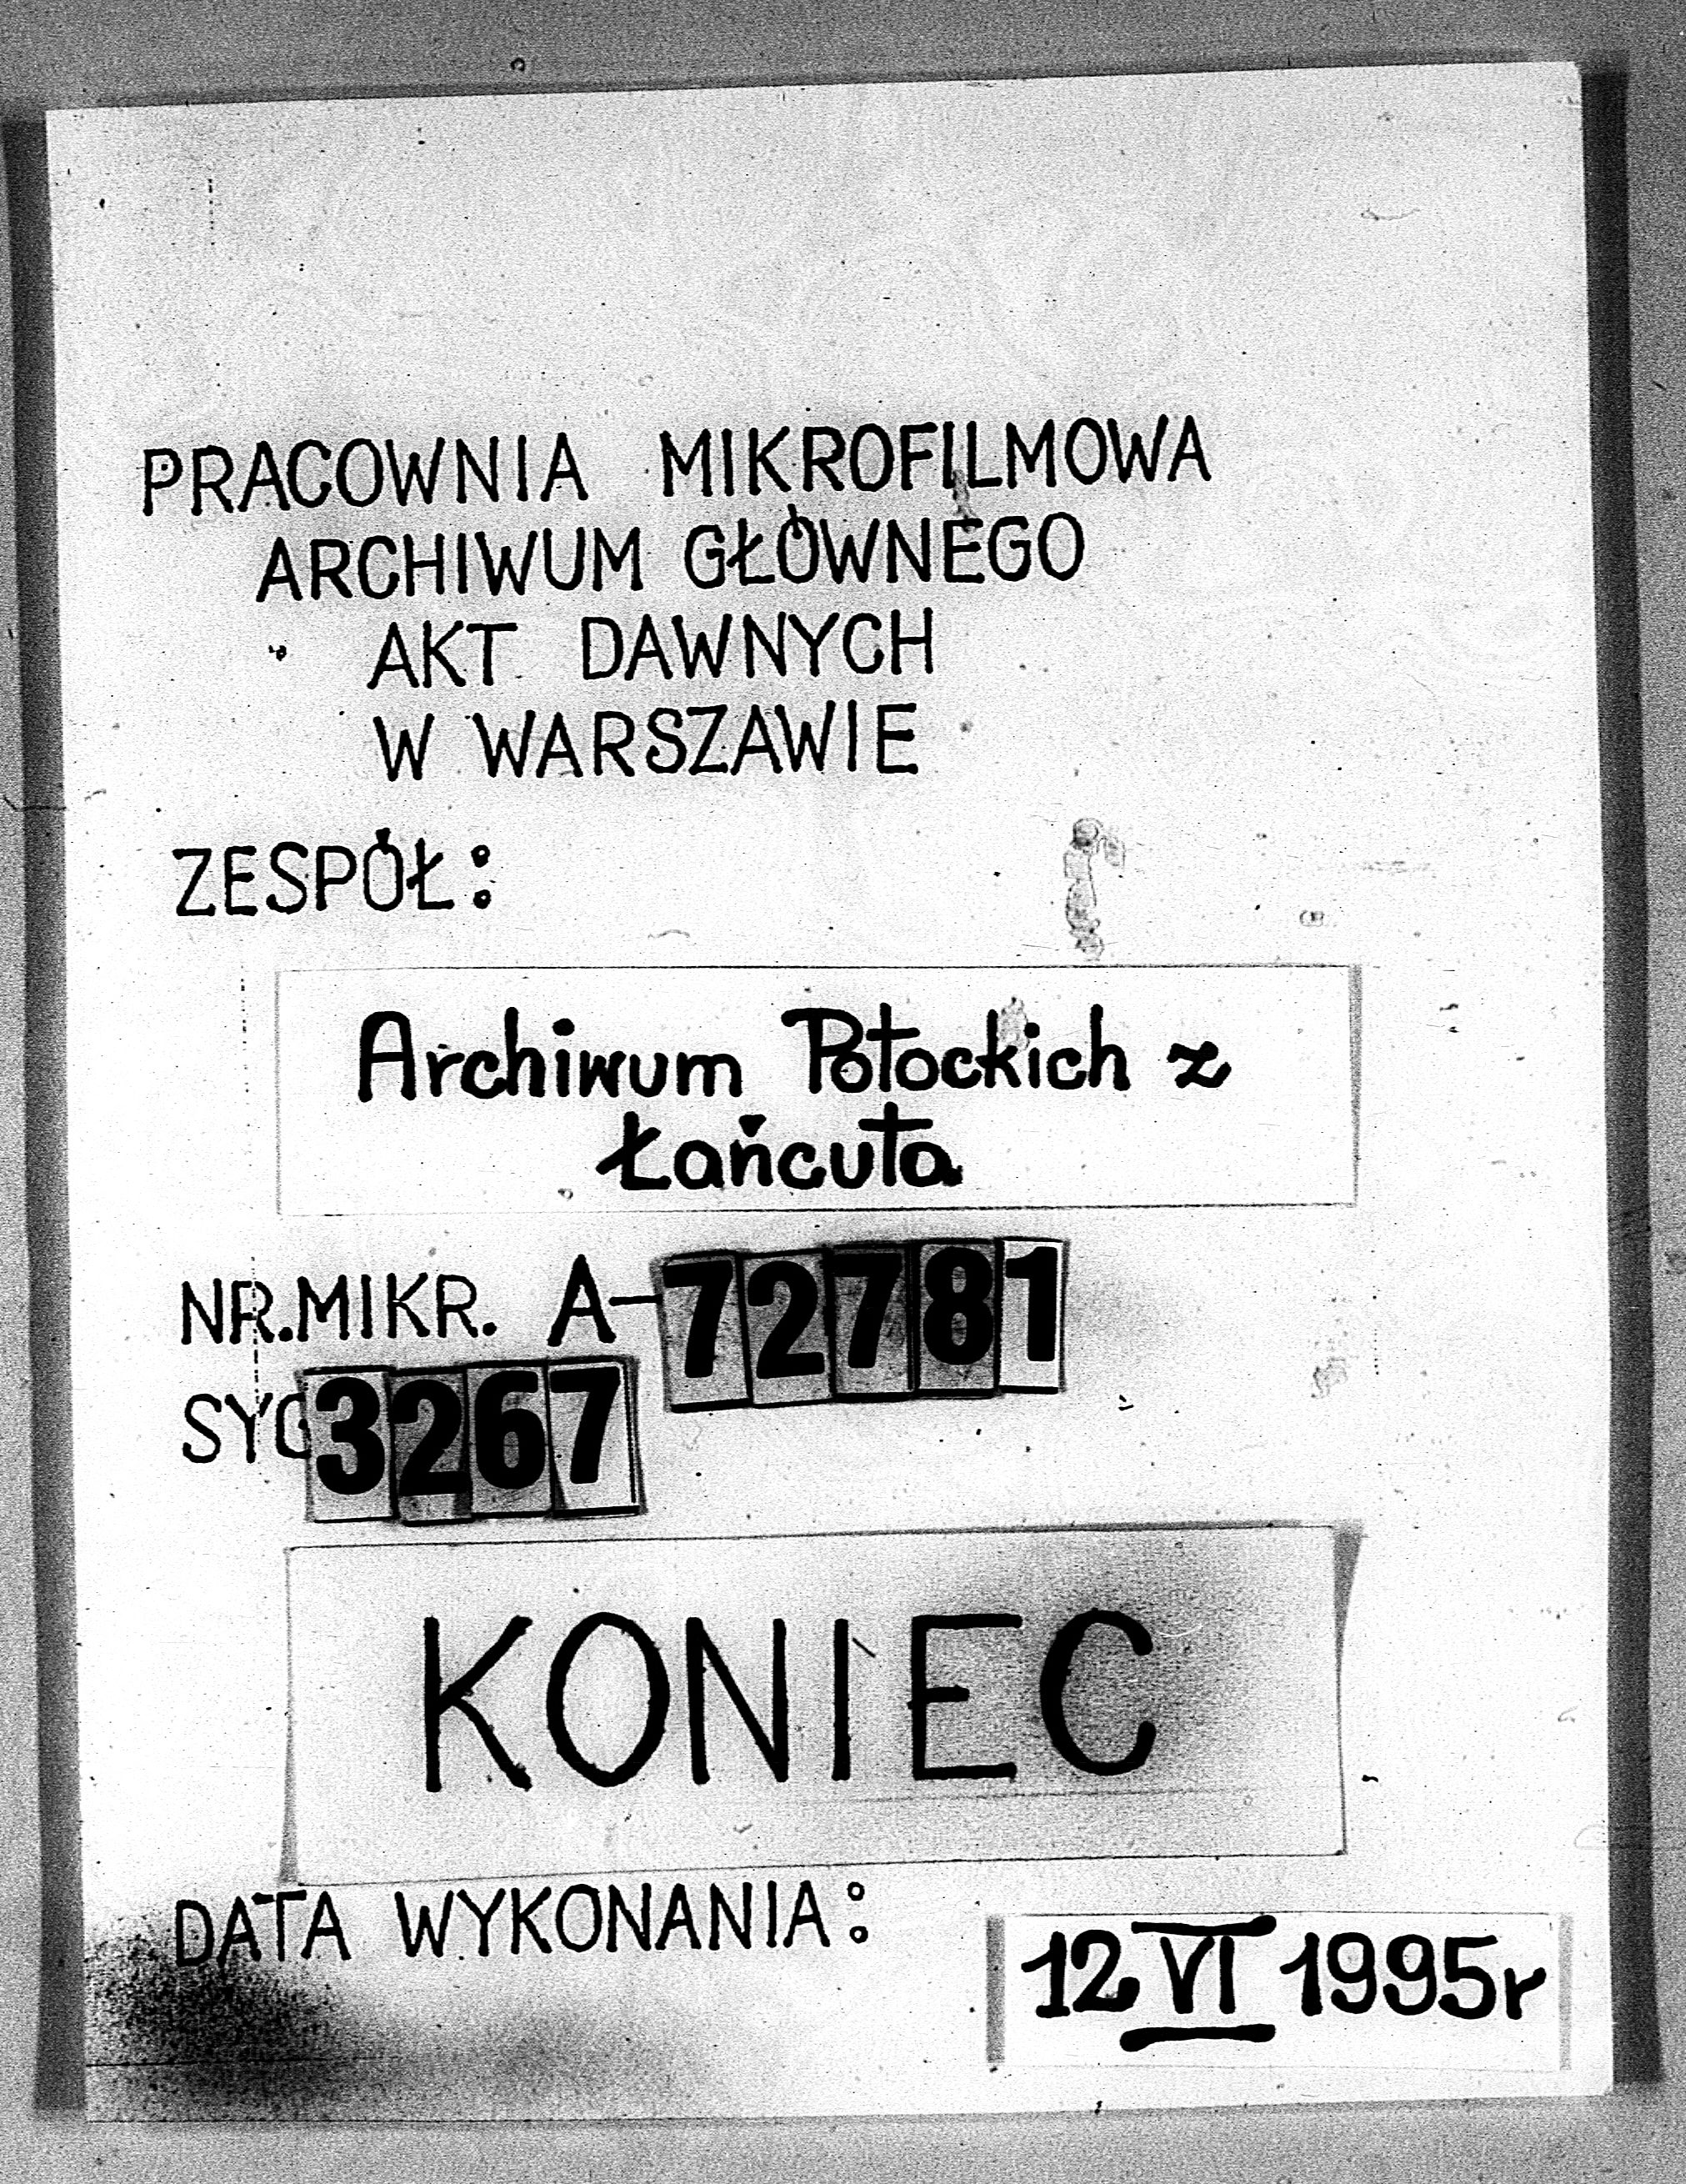 PRACOWNIA MIKROFILMOWA
ARCHIWUM GŁÓWNEGO
AKT DAWNYCH
W WARSZAWIE
ZESPÓŁ:
Archiwum Potockich z
Łańcuta
NR.MIKR. A-72781
SYG 3267
KONIEC
DATA WYKONANIA:
12 VI 1995r